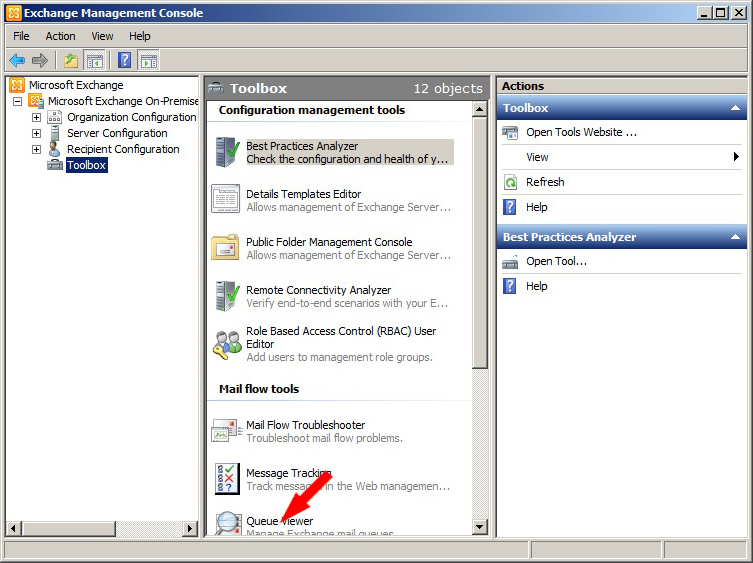 Exchange Management Console
File Action View Help
Microsoft Exchange
Microsoft Exchange On-Premise
Organization Configuration
Server Configuration
Recipient Configuration
Toolbox
Toolbox 12 objects
Configuration management tools
Best Practices Analyzer
Check the configuration and health of y...
Details Templates Editor
Allows management of Exchange Server...
Public Folder Management Console
Allows management of Exchange Server...
Remote Connectivity Analyzer
Verify end-to-end scenarios with your E...
Role Based Access Control (RBAC) User
Editor
Add users to management role groups.
Mail flow tools
Mail Flow Troubleshooter
Troubleshoot mail flow problems.
Message Tracking
Track messages in the Web managemen...
Queue Viewer
Manage Exchange mail queues
Actions
Toolbox
Open Tools Website ...
View
Refresh
Help
Best Practices Analyzer
Open Tool...
Help